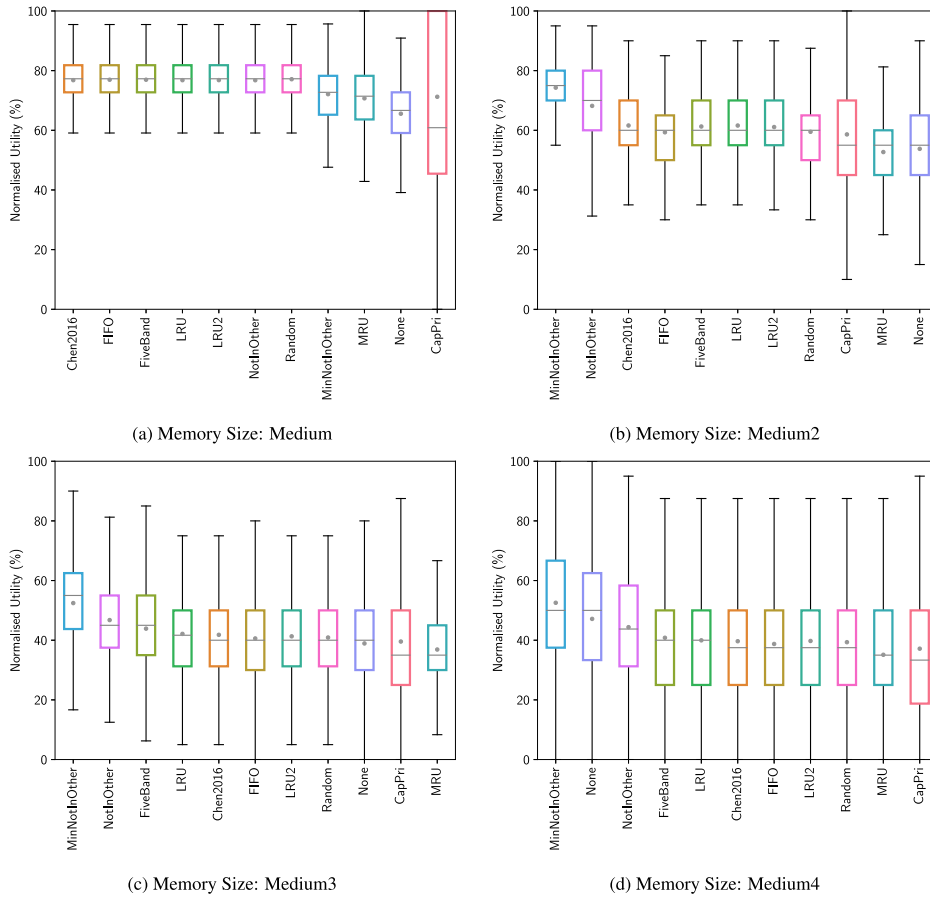 100
80
60
40
20
0
Normalised Utility (%)
Chen2016
FIFO
FiveBand
LRU
LRU2
NotInOther
Random
MinNotInOther
MRU
None
CapPri
(a) Memory Size: Medium
100
80
60
40
20
0
Normalised Utility (%)
MinNotInOther
NotInOther
Chen2016
FIFO
FiveBand
LRU
LRU2
Random
CapPri
MRU
None
(b) Memory Size: Medium2
100
80
60
40
20
0
Normalised Utility (%)
MinNotInOther
NotInOther
FiveBand
LRU
Chen2016
FIFO
LRU2
Random
None
CapPri
MRU
(c) Memory Size: Medium3
100
80
60
40
20
0
Normalised Utility (%)
MinNotInOther
None
NotInOther
FiveBand
LRU
Chen2016
FIFO
LRU2
Random
MRU
CapPri
(d) Memory Size: Medium4